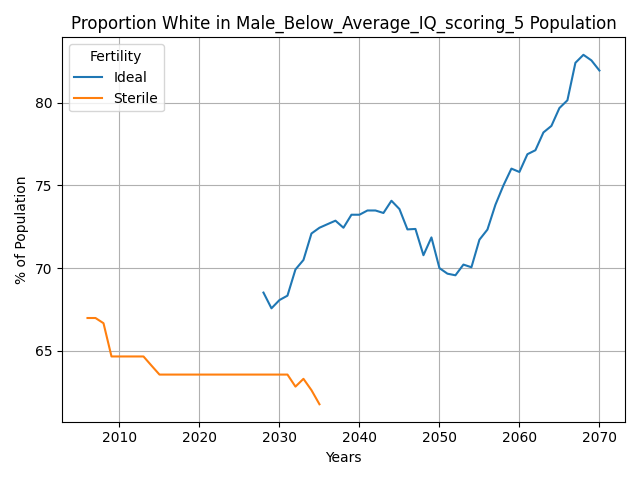 Proportion White in Male_Below_Average_IQ_scoring_5 Population
Fertility
Ideal
Sterile
80
75
70
65
% of Population
2010 2020 2030 2040 2050 2060 2070
Years